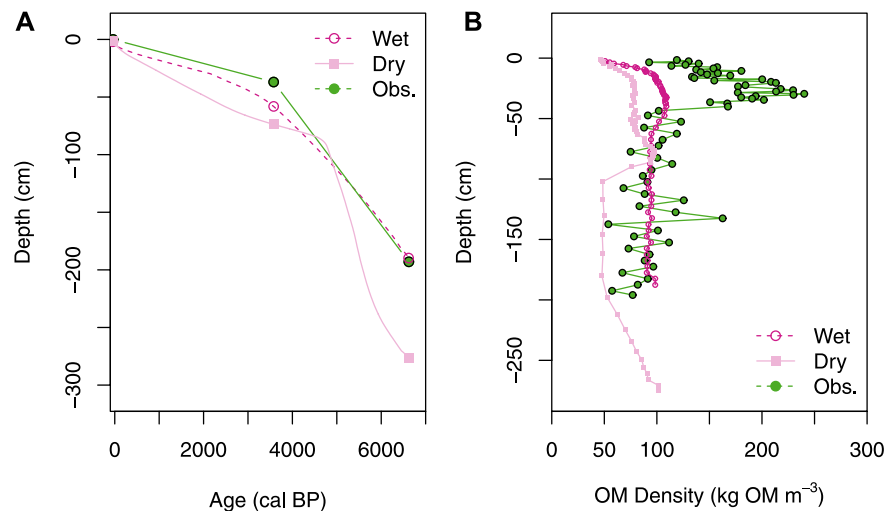 A
Depth (cm)
0
−100
−200
−300
Wet
Dry
Obs.
0
2000
4000
6000
Age (cal BP)
B
Depth (cm)
0
−50
−150
−250
Wet
Dry
Obs.
0
50
100
200
300
OM Density (kg OM m⁻³)